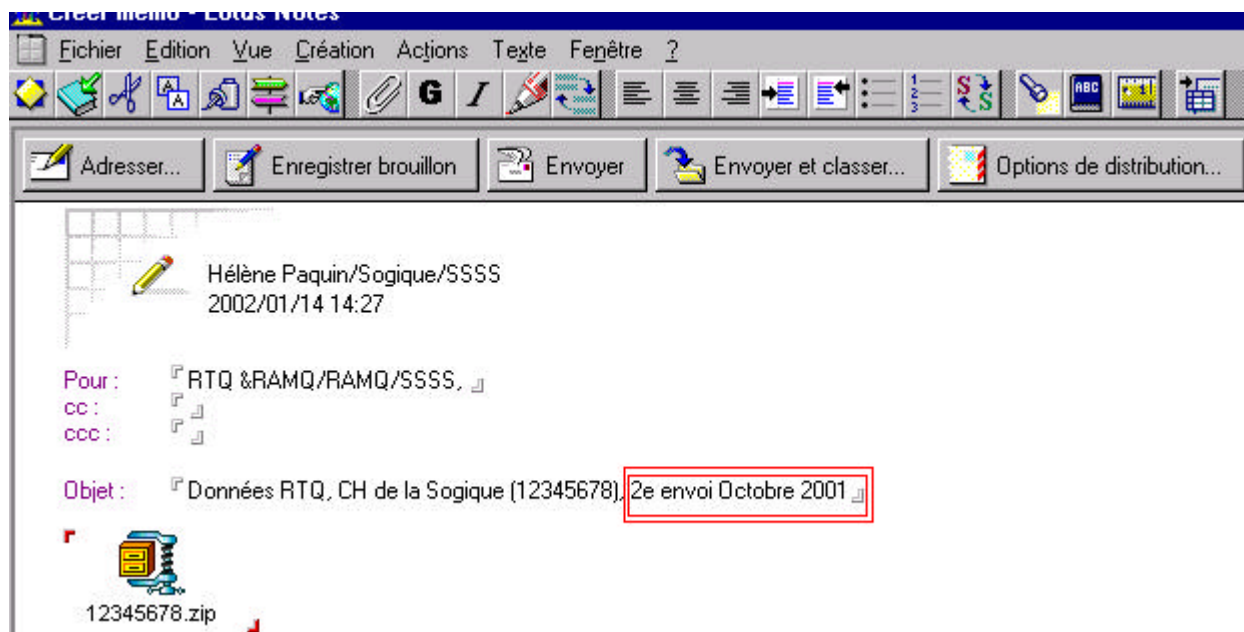 Créer mémo - Lotus Notes
Fichier Edition Vue Création Actions Texte Fenêtre ?
G I S S ABC
Adresser... Enregistrer brouillon Envoyer Envoyer et classer... Options de distribution...
Hélène Paquin/Sogique/SSSS
2002/01/14 14:27
Pour : RTQ &RAMQ/RAMQ/SSSS,
cc :
ccc :
Objet : Données RTQ, CH de la Sogique (12345678), 2e envoi Octobre 2001
12345678.zip